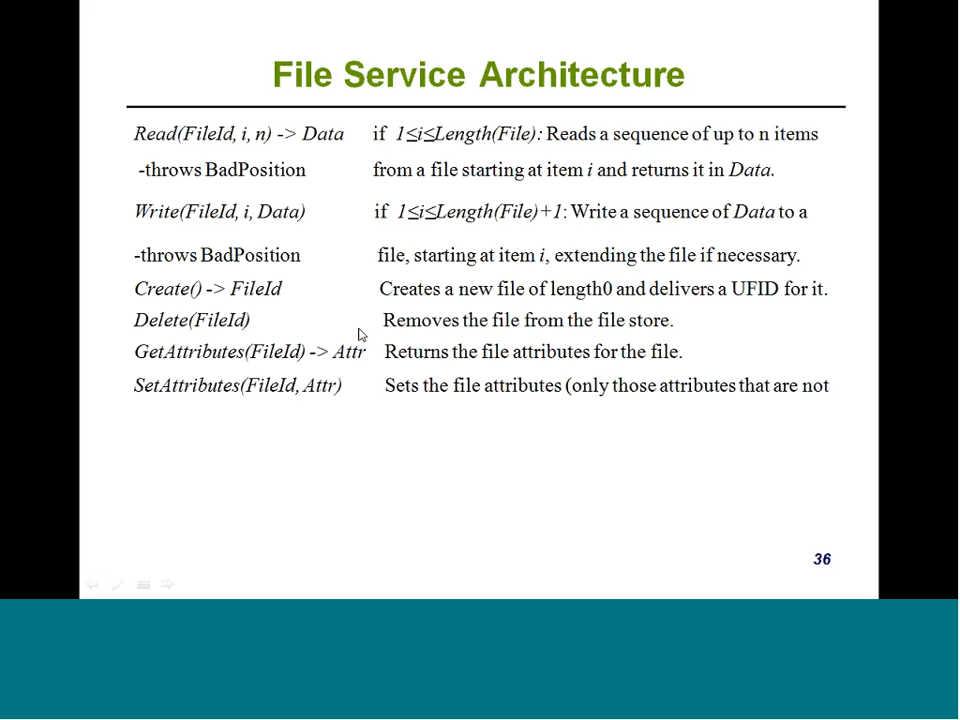 File Service Architecture
Read(FileId, i, n) -> Data if 1≤i≤Length(File): Reads a sequence of up to n items
-throws BadPosition from a file starting at item i and returns it in Data.
Write(FileId, i, Data) if 1≤i≤Length(File)+1: Write a sequence of Data to a
-throws BadPosition file, starting at item i, extending the file if necessary.
Create() -> FileId Creates a new file of length0 and delivers a UFID for it.
Delete(FileId) Removes the file from the file store.
GetAttributes(FileId) -> Attr Returns the file attributes for the file.
SetAttributes(FileId, Attr) Sets the file attributes (only those attributes that are not
36